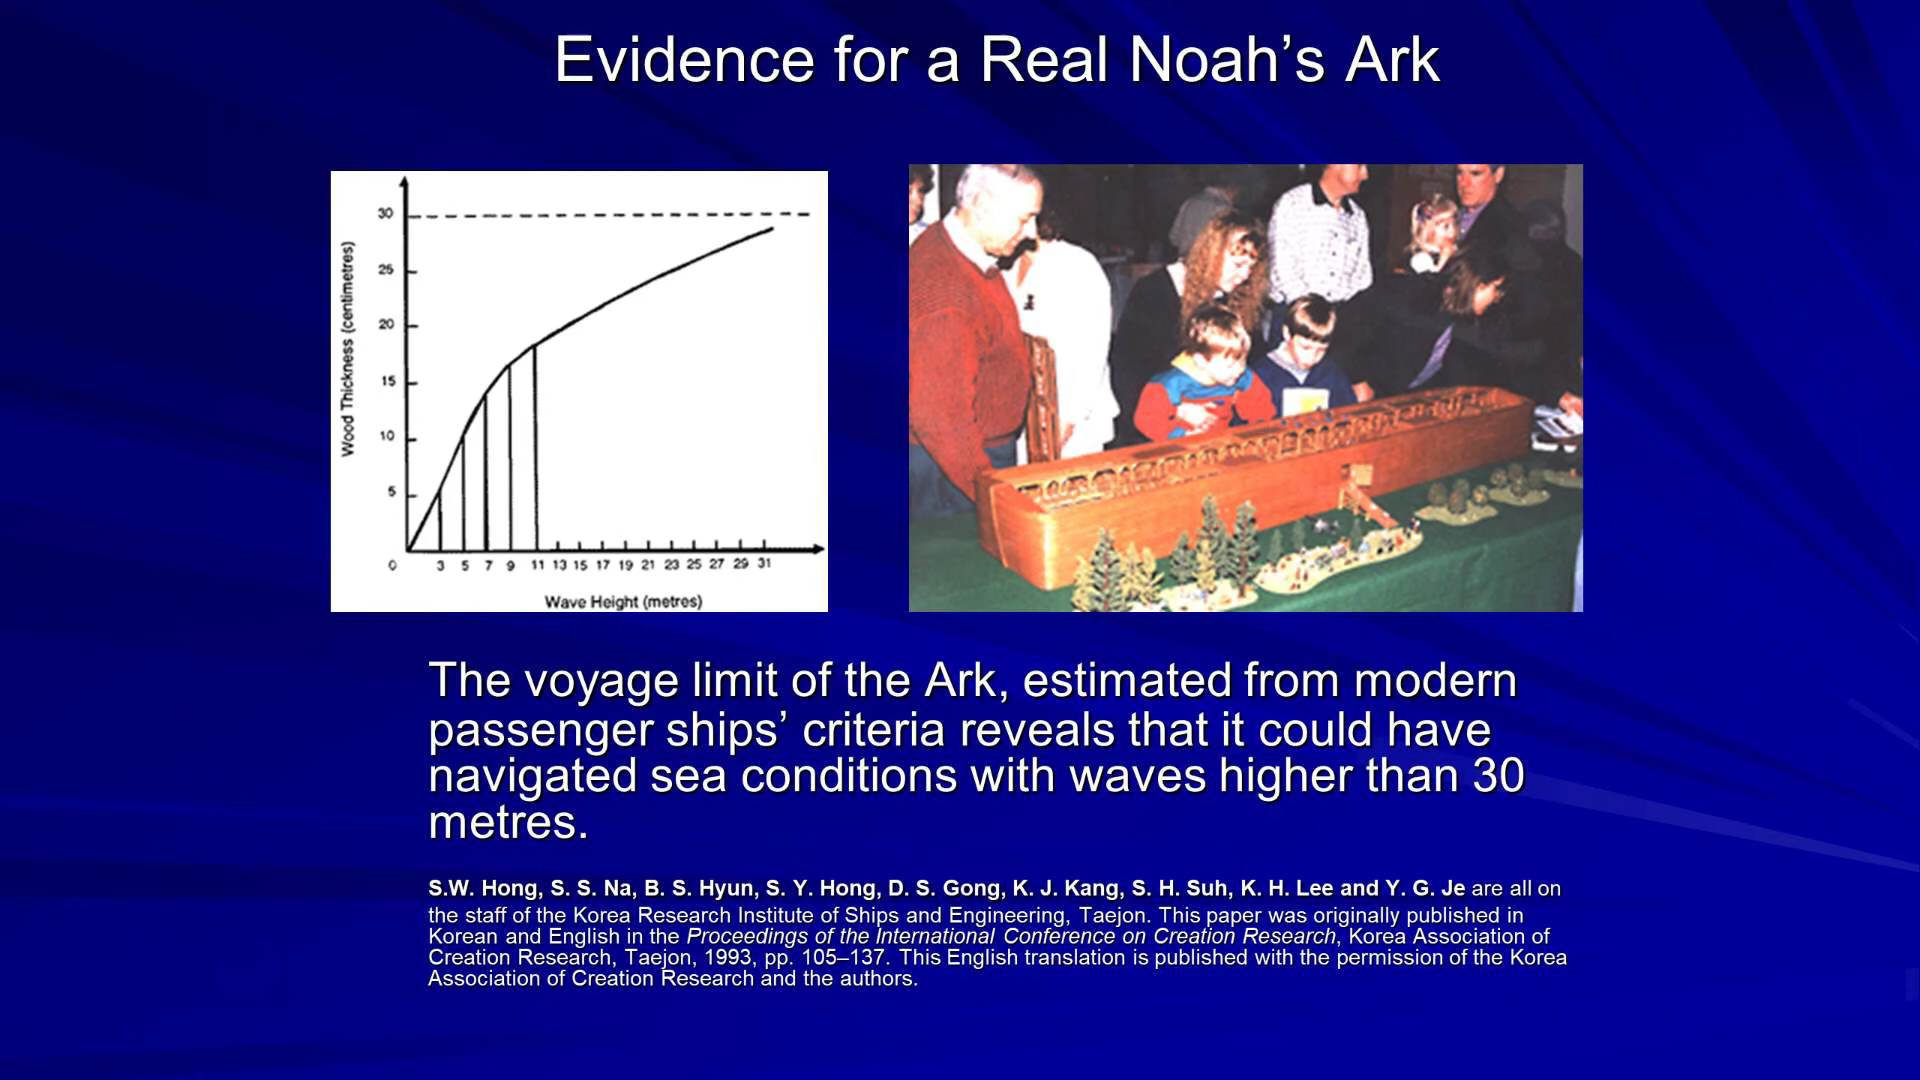 Evidence for a Real Noah’s Ark
Wood Thickness (centimetres)
30
25
20
15
10
5
0 3 5 7 9 11 13 15 17 19 21 23 25 27 29 31
Wave Height (metres)
The voyage limit of the Ark, estimated from modern
passenger ships’ criteria reveals that it could have
navigated sea conditions with waves higher than 30
metres.
S.W. Hong, S. S. Na, B. S. Hyun, S. Y. Hong, D. S. Gong, K. J. Kang, S. H. Suh, K. H. Lee and Y. G. Je are all on
the staff of the Korea Research Institute of Ships and Engineering, Taejon. This paper was originally published in
Korean and English in the Proceedings of the International Conference on Creation Research, Korea Association of
Creation Research, Taejon, 1993, pp. 105–137. This English translation is published with the permission of the Korea
Association of Creation Research and the authors.